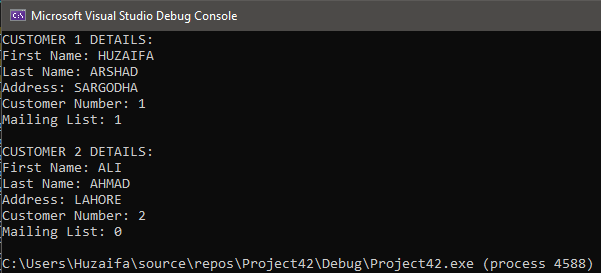 Microsoft Visual Studio Debug Console
CUSTOMER 1 DETAILS:
First Name: HUZAIFA
Last Name: ARSHAD
Address: SARGODHA
Customer Number: 1
Mailing List: 1
CUSTOMER 2 DETAILS:
First Name: ALI
Last Name: AHMAD
Address: LAHORE
Customer Number: 2
Mailing List: 0
C:\Users\Huzaifa\source\repos\Project42\Debug\Project42.exe (process 4588)